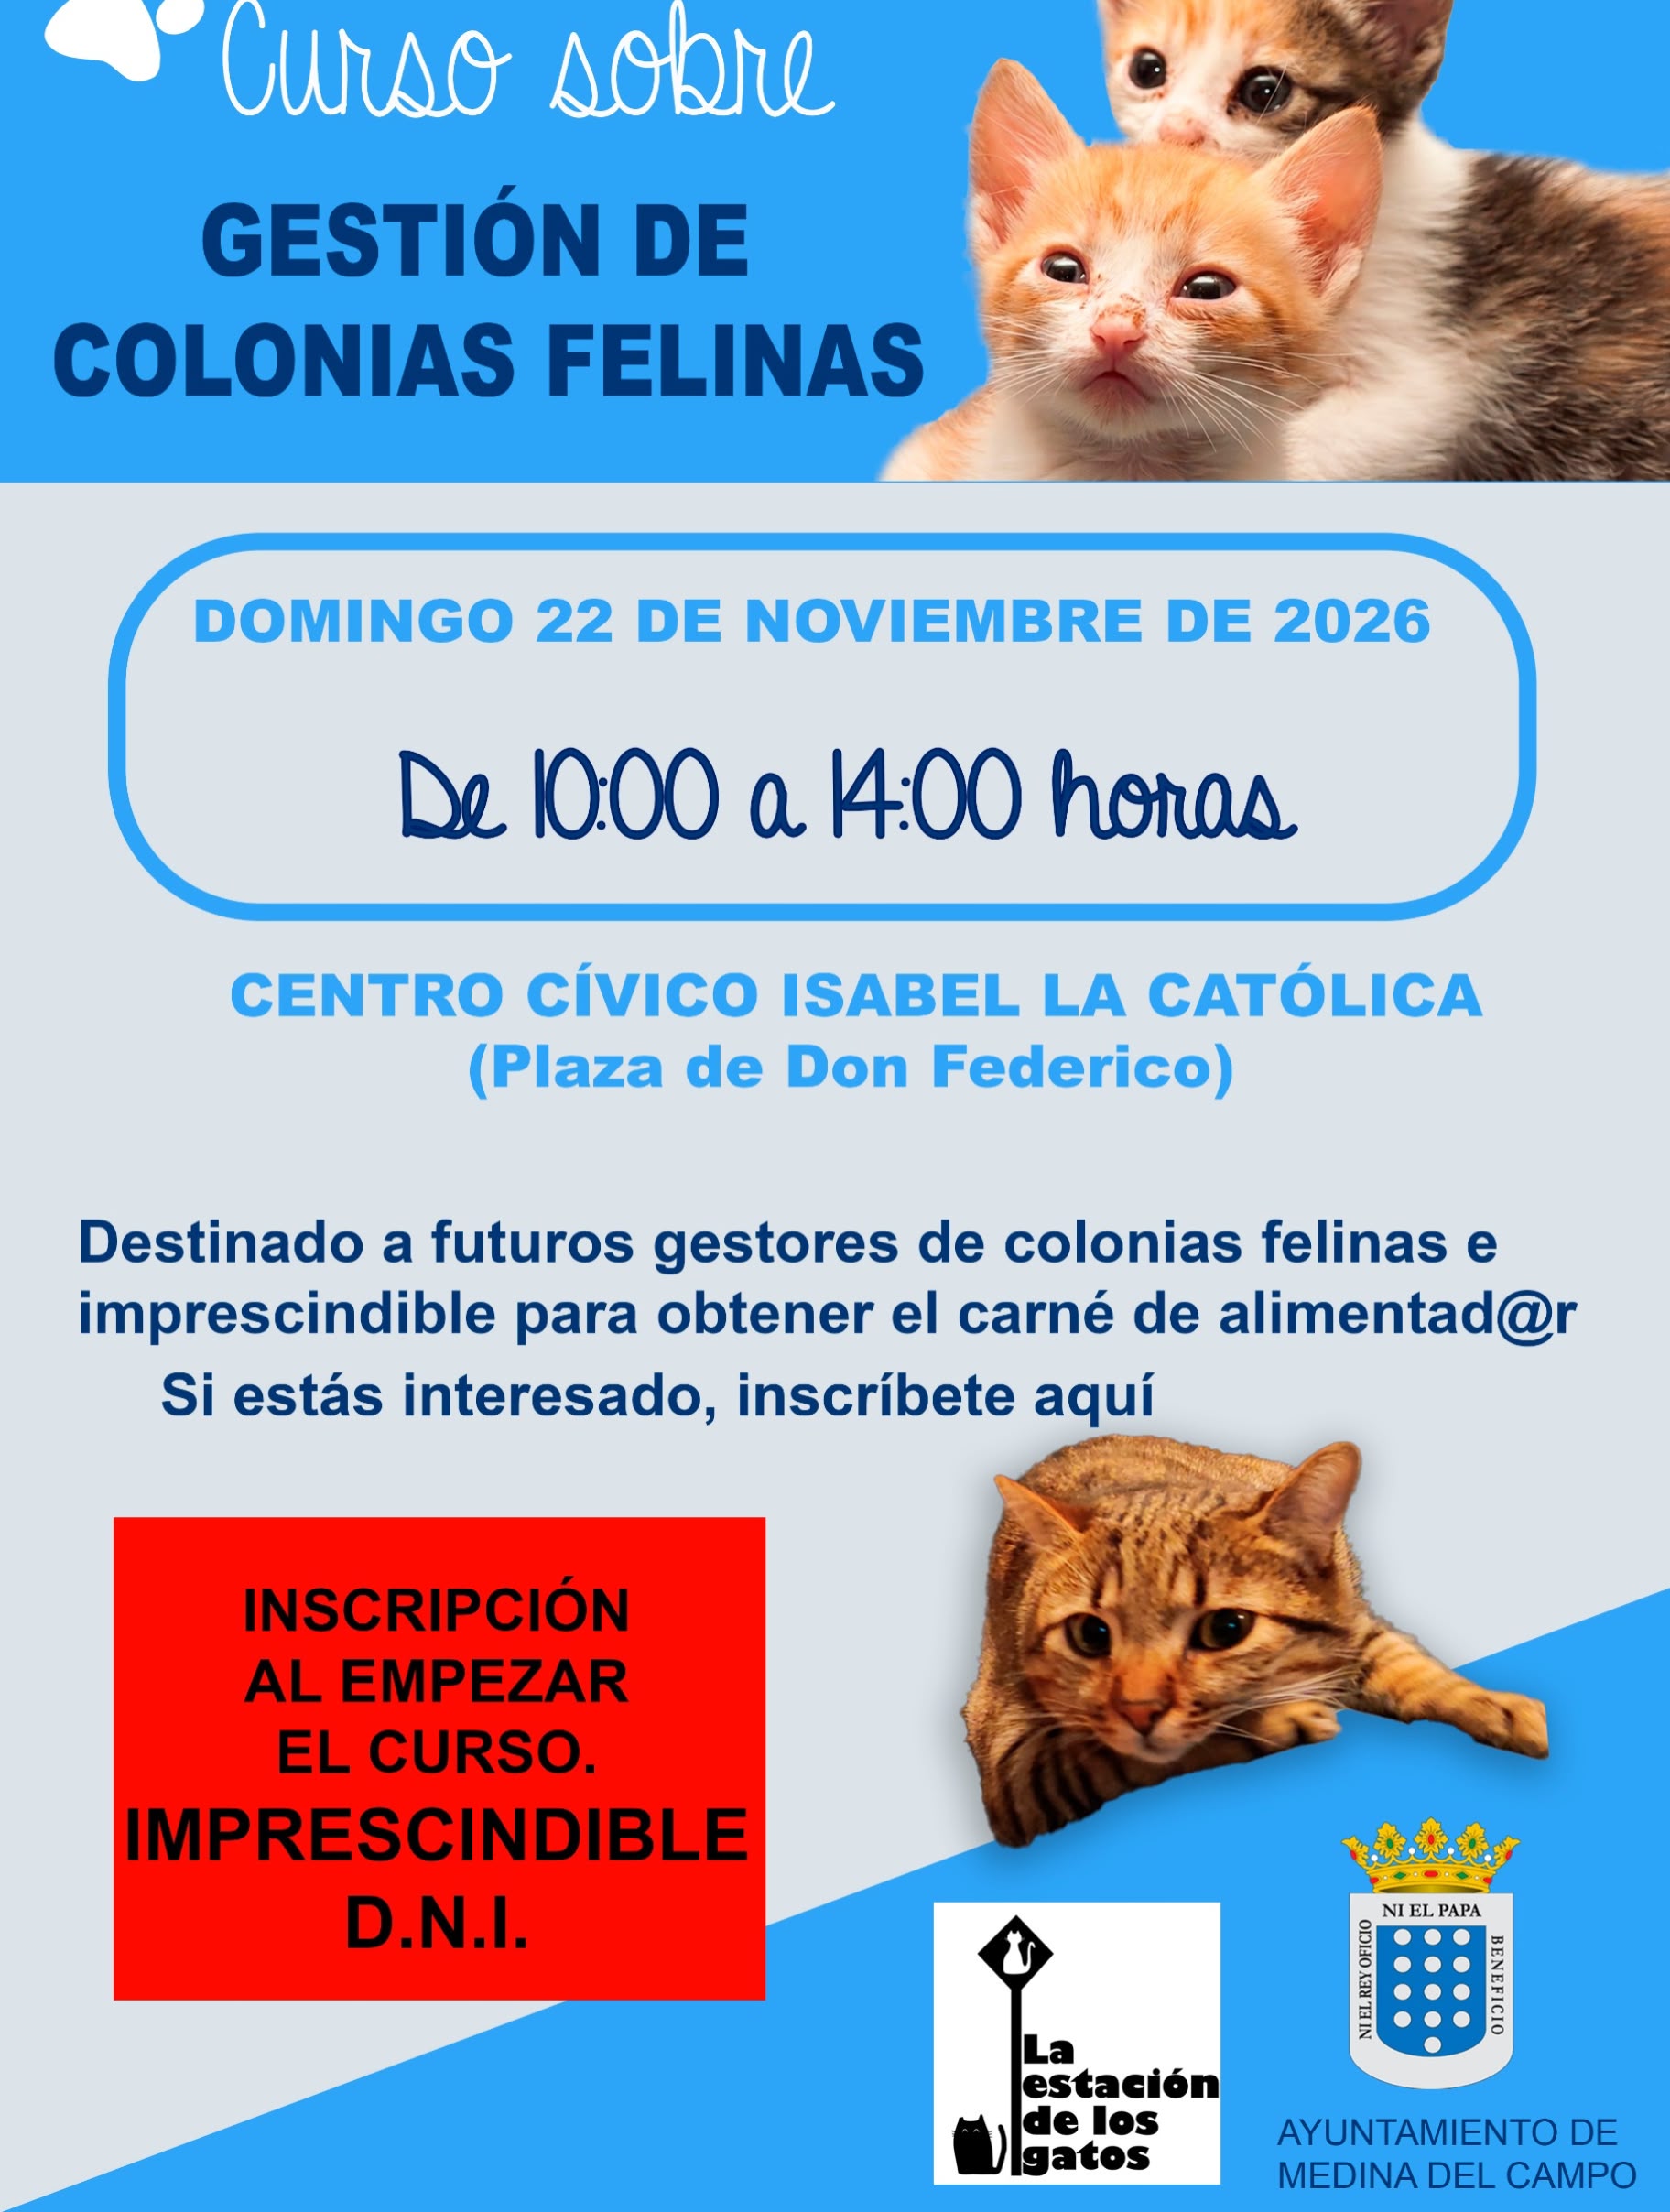 Curso sobre
GESTIÓN DE
COLONIAS FELINAS
DOMINGO 22 DE NOVIEMBRE DE 2026
De 10:00 a 14:00 horas
CENTRO CÍVICO ISABEL LA CATÓLICA
(Plaza de Don Federico)
Destinado a futuros gestores de colonias felinas e
imprescindible para obtener el carné de alimentad@r
Si estás interesado, inscríbete aquí
INSCRIPCIÓN
AL EMPEZAR
EL CURSO.
IMPRESCINDIBLE
D.N.I.
La
estación
de los
gatos
NI EL REY OFICIO
NI EL PAPA
BENEFICIO
AYUNTAMIENTO DE
MEDINA DEL CAMPO